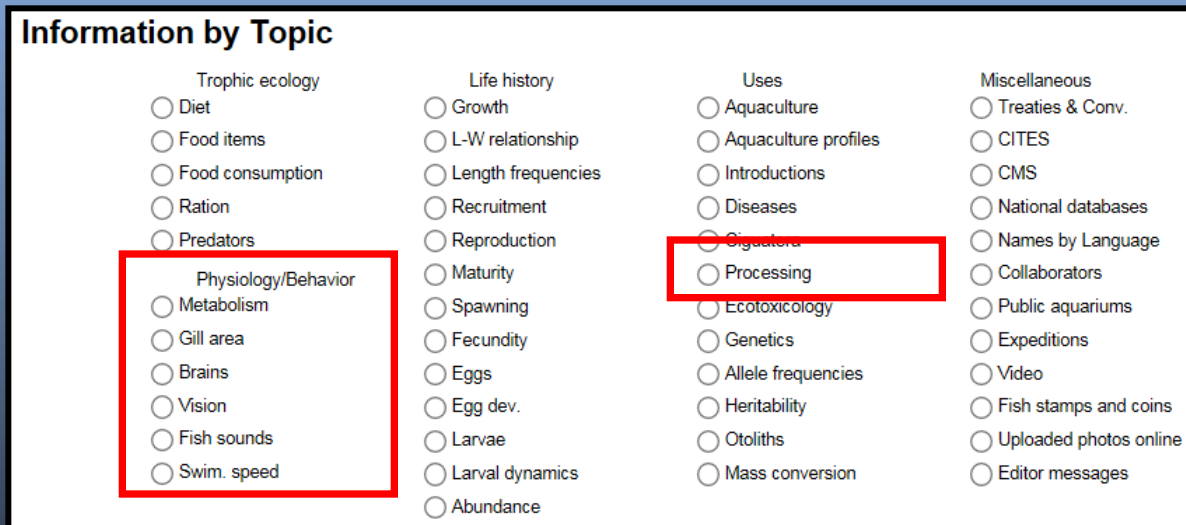 Information by Topic
Trophic ecology
Diet
Food items
Food consumption
Ration
Predators
Physiology/Behavior
Metabolism
Gill area
Brains
Vision
Fish sounds
Swim. speed
Life history
Growth
L-W relationship
Length frequencies
Recruitment
Reproduction
Maturity
Spawning
Fecundity
Eggs
Egg dev.
Larvae
Larval dynamics
Abundance
Uses
Aquaculture
Aquaculture profiles
Introductions
Diseases
Ciguatera
Processing
Ecotoxicology
Genetics
Allele frequencies
Heritability
Otoliths
Mass conversion
Miscellaneous
Treaties & Conv.
CITES
CMS
National databases
Names by Language
Collaborators
Public aquariums
Expeditions
Video
Fish stamps and coins
Uploaded photos online
Editor messages